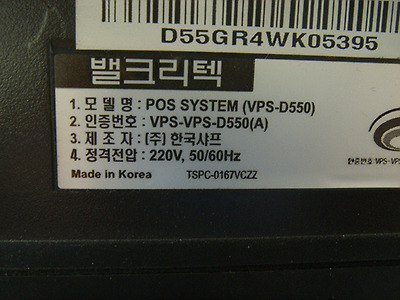 D55GR4WK05395
밸크리텍
1. 모 델 명 : POS SYSTEM (VPS-D550)
2. 인증번호 : VPS-VPS-D550(A)
3. 제 조 자 : (주) 한국샤프
4. 정격전압 : 220V, 50/60Hz
Made in Korea TSPC-0167VCZZ